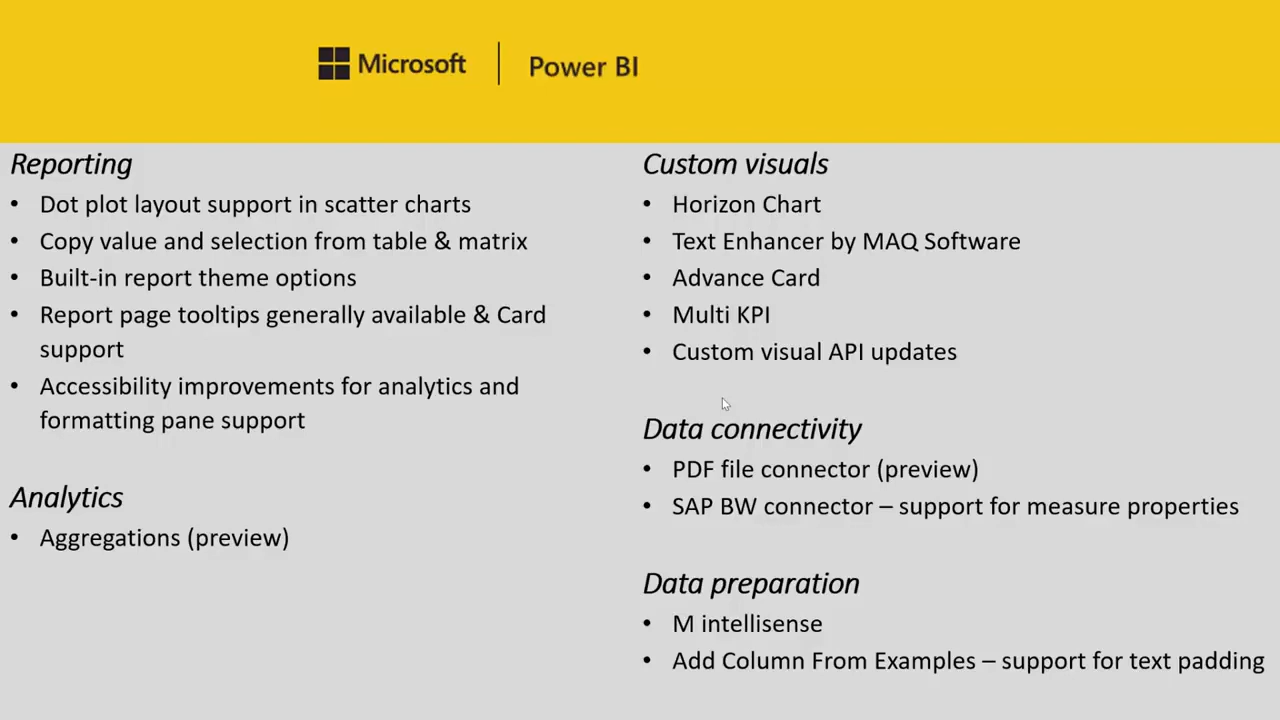 Microsoft | Power BI
Reporting
• Dot plot layout support in scatter charts
• Copy value and selection from table & matrix
• Built-in report theme options
• Report page tooltips generally available & Card
support
• Accessibility improvements for analytics and
formatting pane support
Analytics
• Aggregations (preview)
Custom visuals
• Horizon Chart
• Text Enhancer by MAQ Software
• Advance Card
• Multi KPI
• Custom visual API updates
Data connectivity
• PDF file connector (preview)
• SAP BW connector – support for measure properties
Data preparation
• M intellisense
• Add Column From Examples – support for text padding